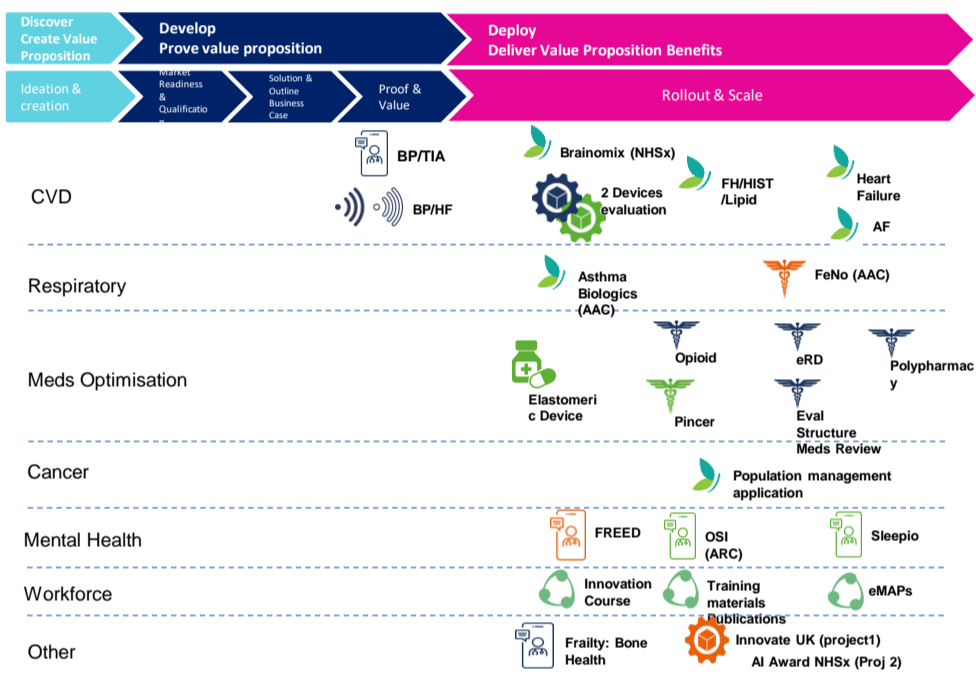 Discover
Create Value
Proposition
Develop
Prove value proposition
Deploy
Deliver Value Proposition Benefits
Ideation &
creation
Market
Readiness
&
Qualificatio
n
Solution &
Outline
Business
Case
Proof &
Value
Rollout & Scale
CVD
BP/TIA
BP/HF
Brainomix (NHSx)
2 Devices
evaluation
FH/HIST
/Lipid
Heart
Failure
AF
Respiratory
Asthma
Biologics
(AAC)
FeNo (AAC)
Meds Optimisation
Elastomeri
c Device
Opioid
Pincer
eRD
Eval
Structure
Meds Review
Polypharmac
y
Cancer
Population management
application
Mental Health
FREED
OSI
(ARC)
Sleepio
Workforce
Innovation
Course
Training
materials
Publications
eMAPs
Other
Frailty: Bone
Health
Innovate UK (project1)
AI Award NHSx (Proj 2)